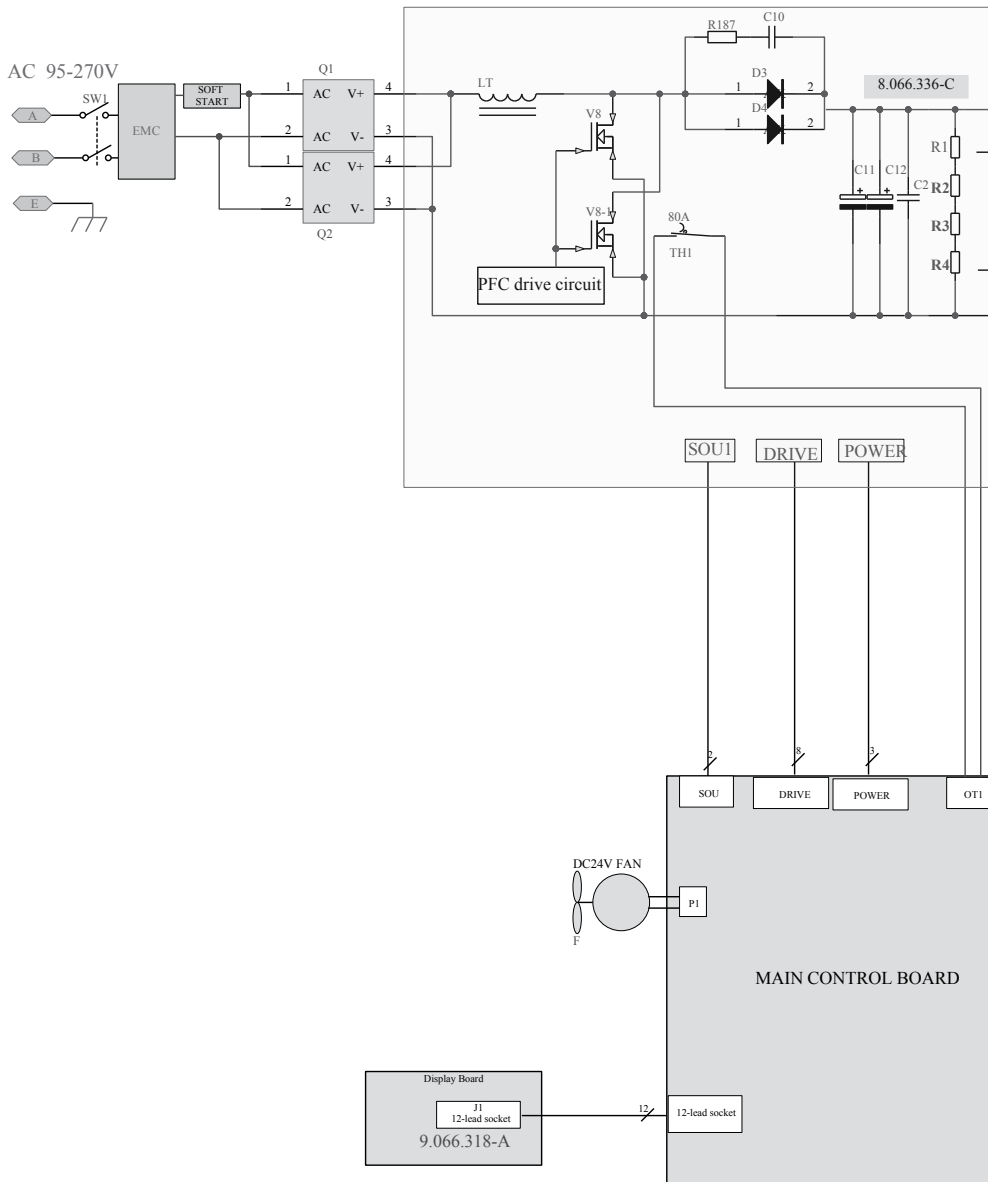 AC 95-270V
SW1
A
B
E
EMC
SOFT
START
Q1
1 AC V+ 4
2 AC V- 3
1 AC V+ 4
2 AC V- 3
Q2
LT
V8
V8-1
PFC drive circuit
R187
C10
D3
1 2
D4
1 2
8.066.336-C
80A
TH1
C11
+
C12
+
C2
R1
R2
R3
R4
SOU1
DRIVE
POWER
2
8
3
SOU
DRIVE
POWER
OT1
DC24V FAN
F
P1
MAIN CONTROL BOARD
Display Board
J1
12-lead socket
9.066.318-A
12
12-lead socket